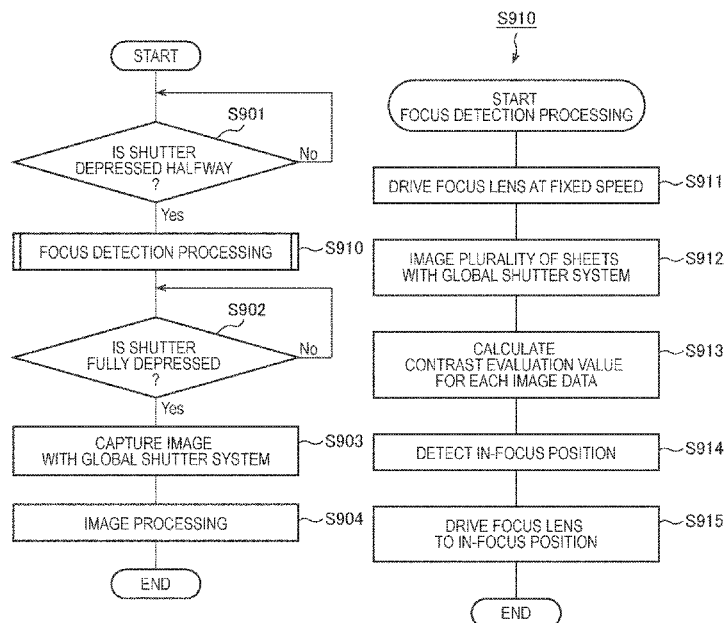 START
S901
IS SHUTTER
DEPRESSED HALFWAY
?
No
Yes
FOCUS DETECTION PROCESSING
S910
S902
IS SHUTTER
FULLY DEPRESSED
?
No
Yes
CAPTURE IMAGE
WITH GLOBAL SHUTTER SYSTEM
S903
IMAGE PROCESSING
S904
END
S910
START
FOCUS DETECTION PROCESSING
DRIVE FOCUS LENS AT FIXED SPEED
S911
IMAGE PLURALITY OF SHEETS
WITH GLOBAL SHUTTER SYSTEM
S912
CALCULATE
CONTRAST EVALUATION VALUE
FOR EACH IMAGE DATA
S913
DETECT IN-FOCUS POSITION
S914
DRIVE FOCUS LENS
TO IN-FOCUS POSITION
S915
END